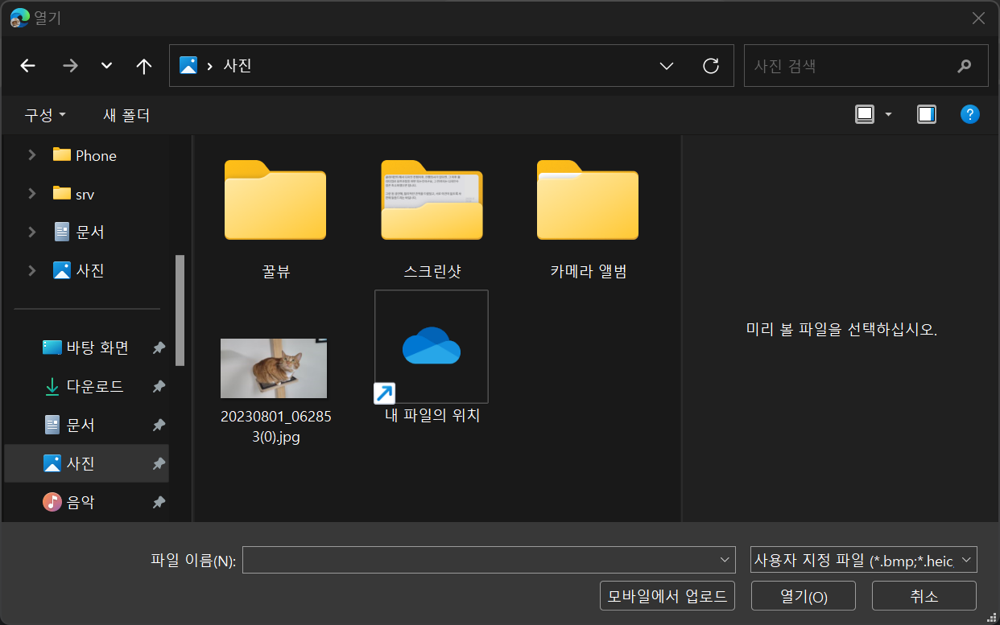 열기
사진
사진 검색
구성
새 폴더
Phone
srv
문서
사진
바탕 화면
다운로드
문서
사진
음악
꿀뷰
스크린샷
카메라 앨범
20230801_06285
3(0).jpg
내 파일의 위치
미리 볼 파일을 선택하십시오.
파일 이름(N):
사용자 지정 파일 (*.bmp;*.heic
모바일에서 업로드
열기(O)
취소